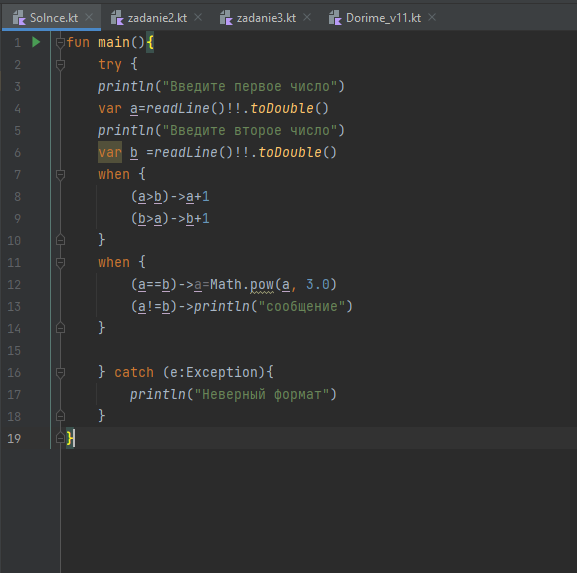 Solnce.kt zadanie2.kt zadanie3.kt Dorime_v11.kt
1 fun main(){
2 try {
3 println("Введите первое число")
4 var a=readLine()!!.toDouble()
5 println("Введите второе число")
6 var b =readLine()!!.toDouble()
7 when {
8 (a>b)->a+1
9 (b>a)->b+1
10 }
11 when {
12 (a==b)->a=Math.pow(a, 3.0)
13 (a!=b)->println("сообщение")
14 }
15
16 } catch (e:Exception){
17 println("Неверный формат")
18 }
19 }